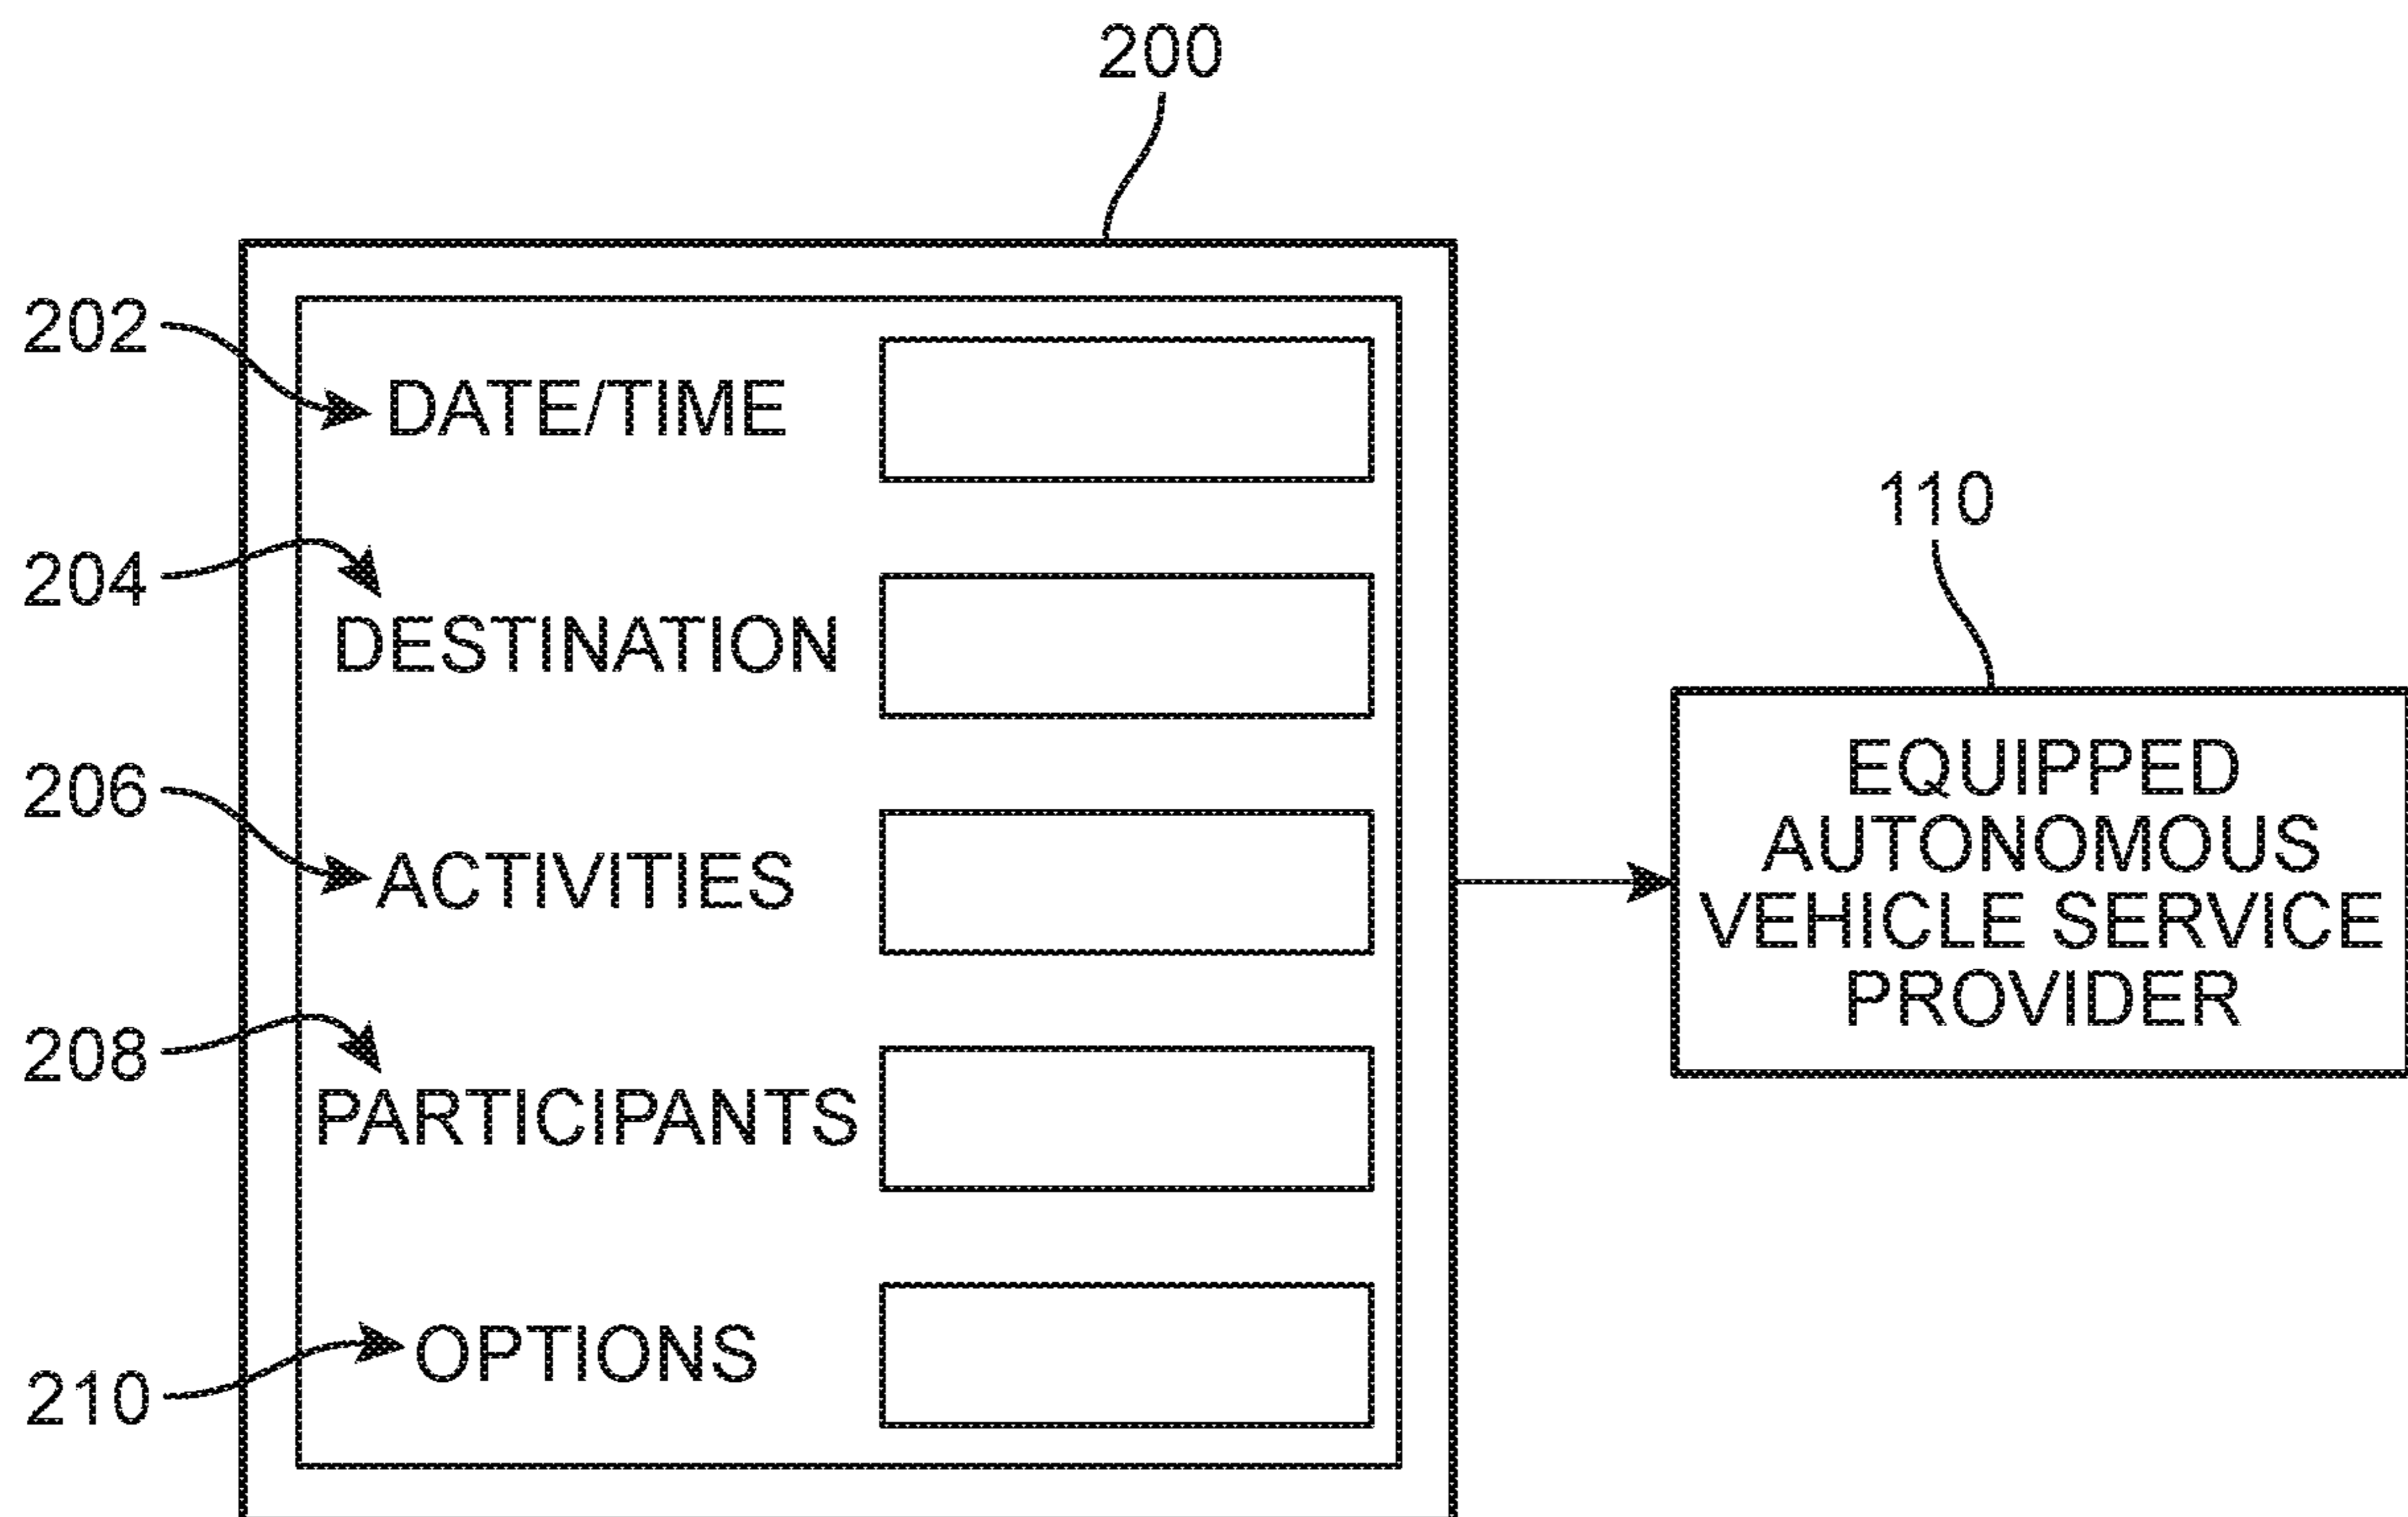 200
202
DATE/TIME
204
DESTINATION
206
ACTIVITIES
208
PARTICIPANTS
210
OPTIONS
110
EQUIPPED
AUTONOMOUS
VEHICLE SERVICE
PROVIDER